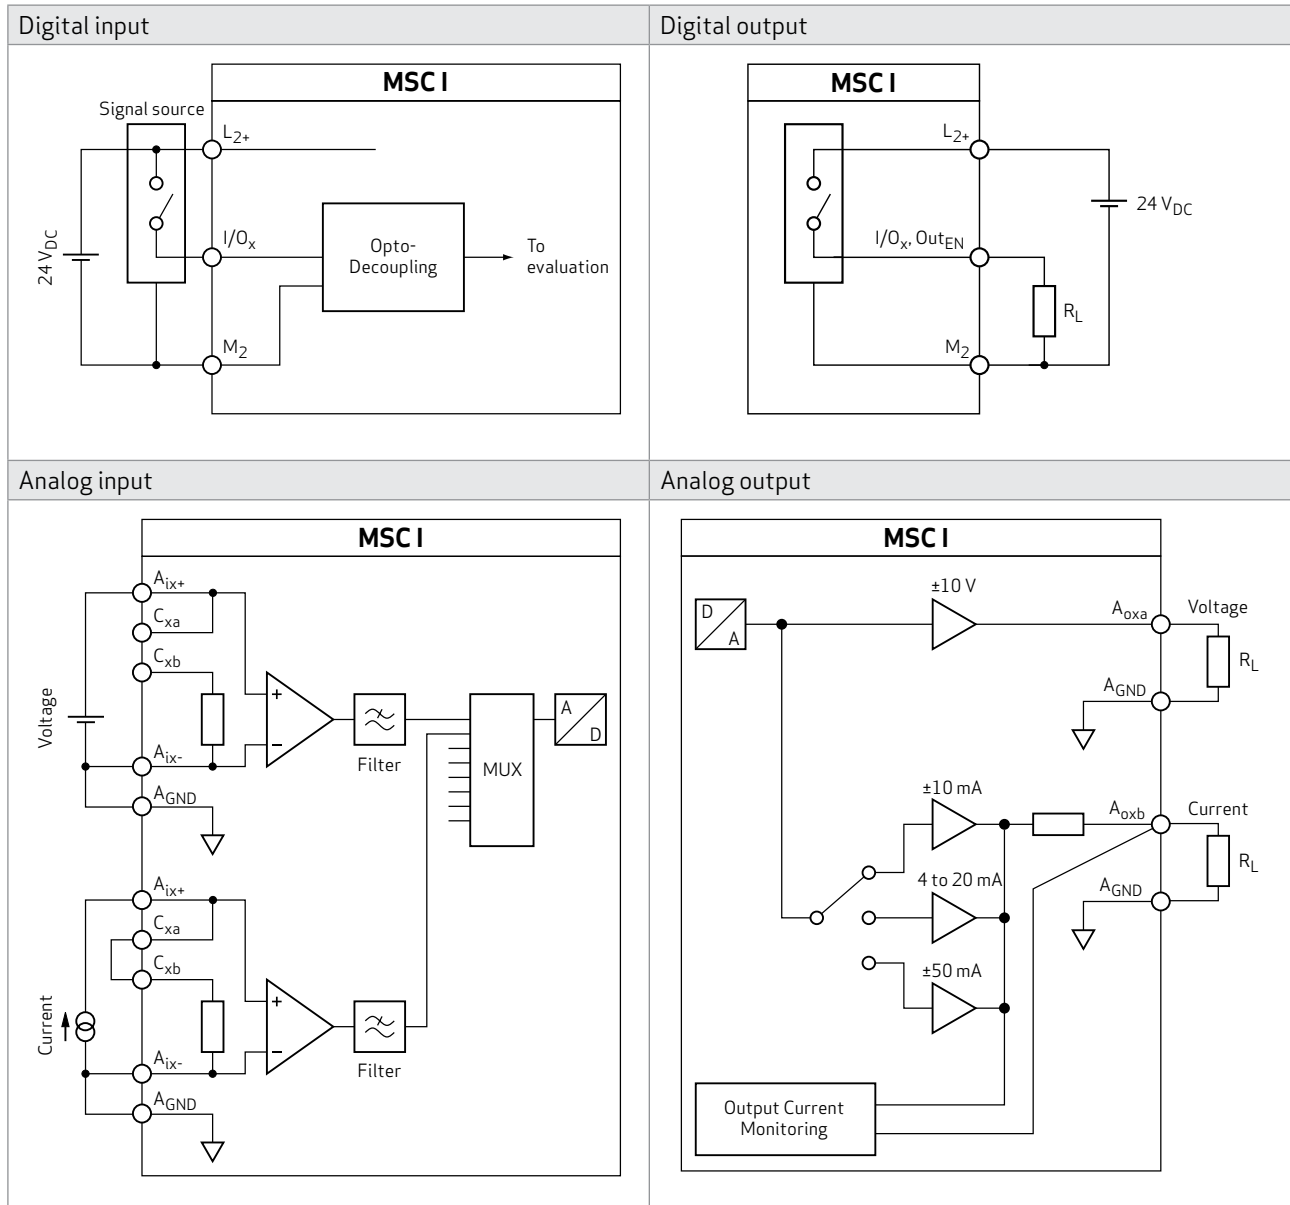 Digital input
Digital output
MSC I
Signal source
L2+
24 VDC
I/Ox
Opto-
Decoupling
To
evaluation
M2
MSC I
L2+
24 VDC
I/Ox, OutEN
RL
M2
Analog input
Analog output
MSC I
Aix+
Cxa
Cxb
Voltage
+
−
Aix-
AGND
Filter
MUX
A
D
Aix+
Cxa
Cxb
Current
+
−
Aix-
AGND
Filter
MSC I
D
A
±10 V
Aoxa
Voltage
RL
AGND
±10 mA
Aoxb
Current
RL
4 to 20 mA
AGND
±50 mA
Output Current
Monitoring